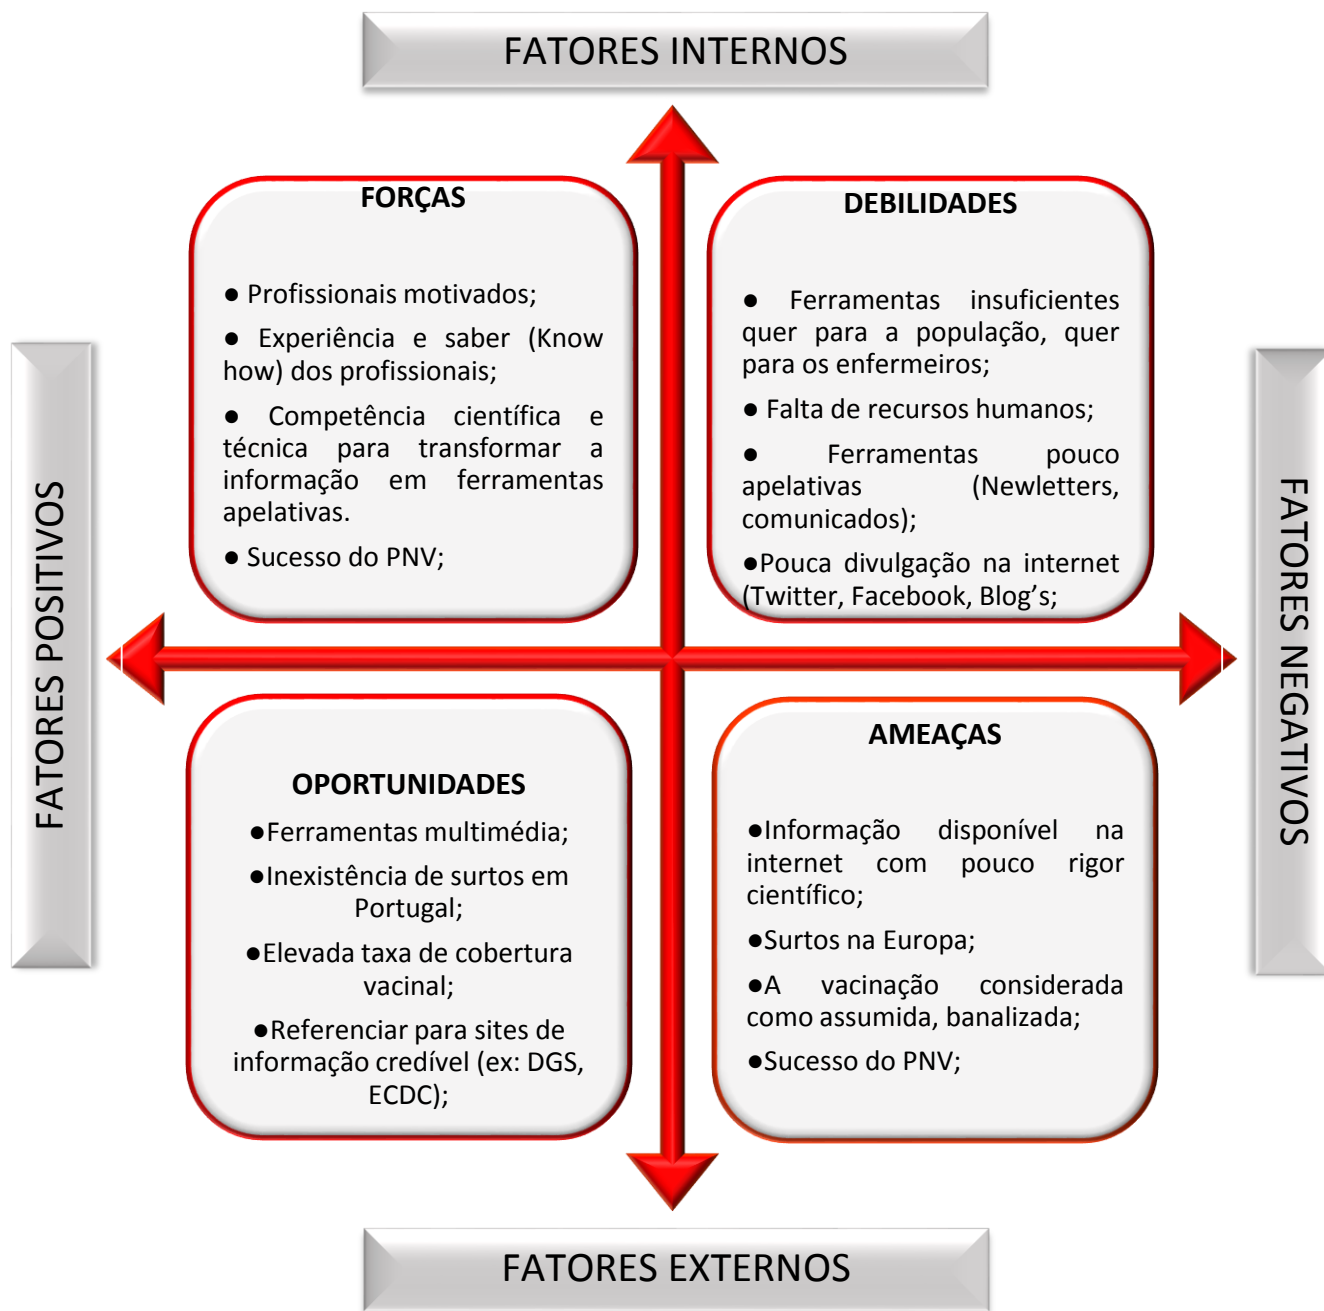 FATORES INTERNOS
FORÇAS
● Profissionais motivados;
● Experiência e saber (Know
how) dos profissionais;
● Competência científica e
técnica para transformar a
informação em ferramentas
apelativas.
● Sucesso do PNV;
DEBILIDADES
● Ferramentas insuficientes
quer para a população, quer
para os enfermeiros;
● Falta de recursos humanos;
● Ferramentas pouco
apelativas (Newletters,
comunicados);
●Pouca divulgação na internet
(Twitter, Facebook, Blog’s;
FATORES POSITIVOS
FATORES NEGATIVOS
OPORTUNIDADES
●Ferramentas multimédia;
●Inexistência de surtos em
Portugal;
●Elevada taxa de cobertura
vacinal;
●Referenciar para sites de
informação credível (ex: DGS,
ECDC);
AMEAÇAS
●Informação disponível na
internet com pouco rigor
científico;
●Surtos na Europa;
●A vacinação considerada
como assumida, banalizada;
●Sucesso do PNV;
FATORES EXTERNOS